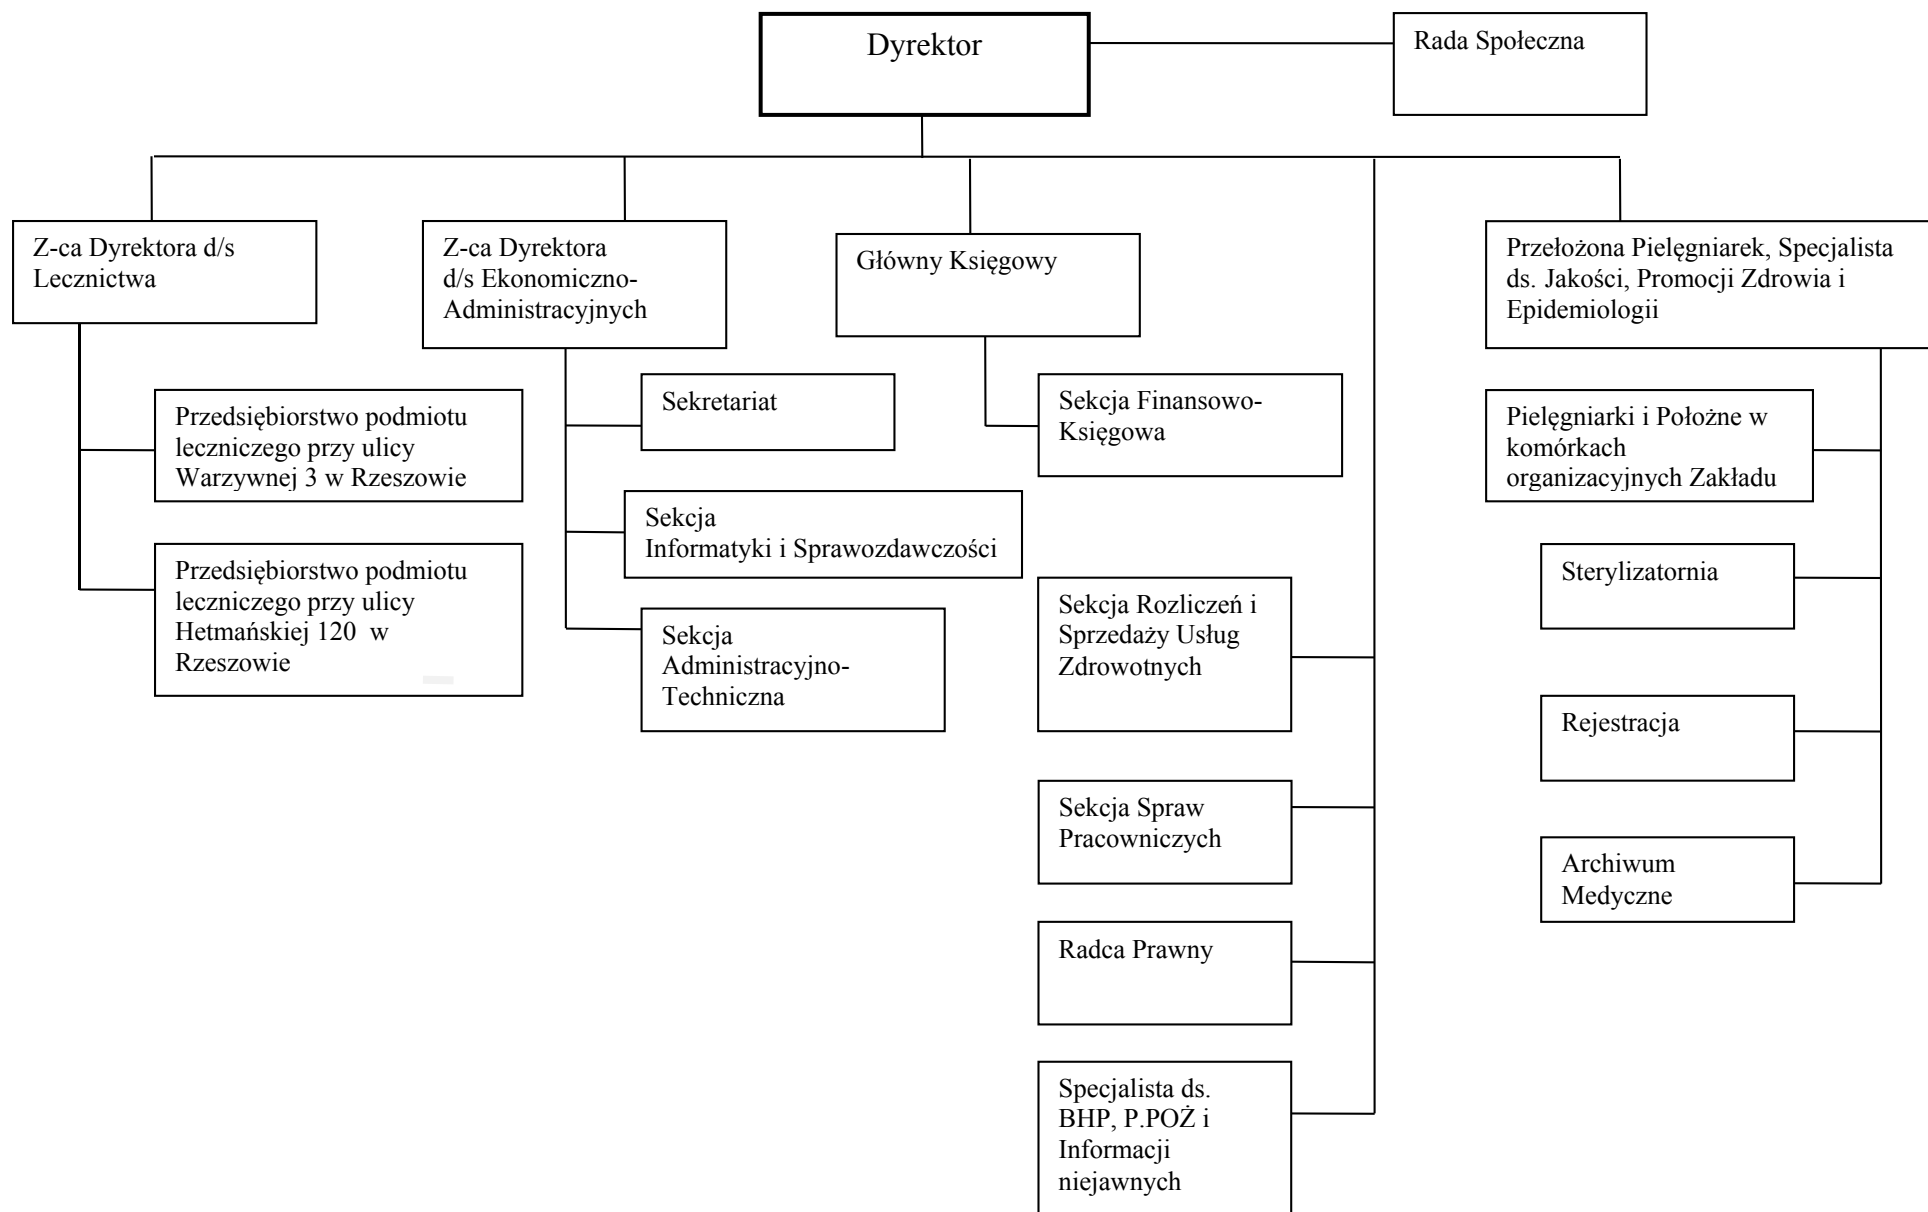 Dyrektor
Rada Społeczna
Z-ca Dyrektora d/s
Lecznictwa
Z-ca Dyrektora
d/s Ekonomiczno-
Administracyjnych
Główny Księgowy
Przełożona Pielęgniarek, Specjalista
ds. Jakości, Promocji Zdrowia i
Epidemiologii
Przedsiębiorstwo podmiotu
leczniczego przy ulicy
Warzywnej 3 w Rzeszowie
Przedsiębiorstwo podmiotu
leczniczego przy ulicy
Hetmańskiej 120 w
Rzeszowie
Sekretariat
Sekcja
Informatyki i Sprawozdawczości
Sekcja
Administracyjno-
Techniczna
Sekcja Finansowo-
Księgowa
Sekcja Rozliczeń i
Sprzedaży Usług
Zdrowotnych
Sekcja Spraw
Pracowniczych
Radca Prawny
Specjalista ds.
BHP, P.POŻ i
Informacji
niejawnych
Pielęgniarki i Położne w
komórkach
organizacyjnych Zakładu
Sterylizatornia
Rejestracja
Archiwum
Medyczne